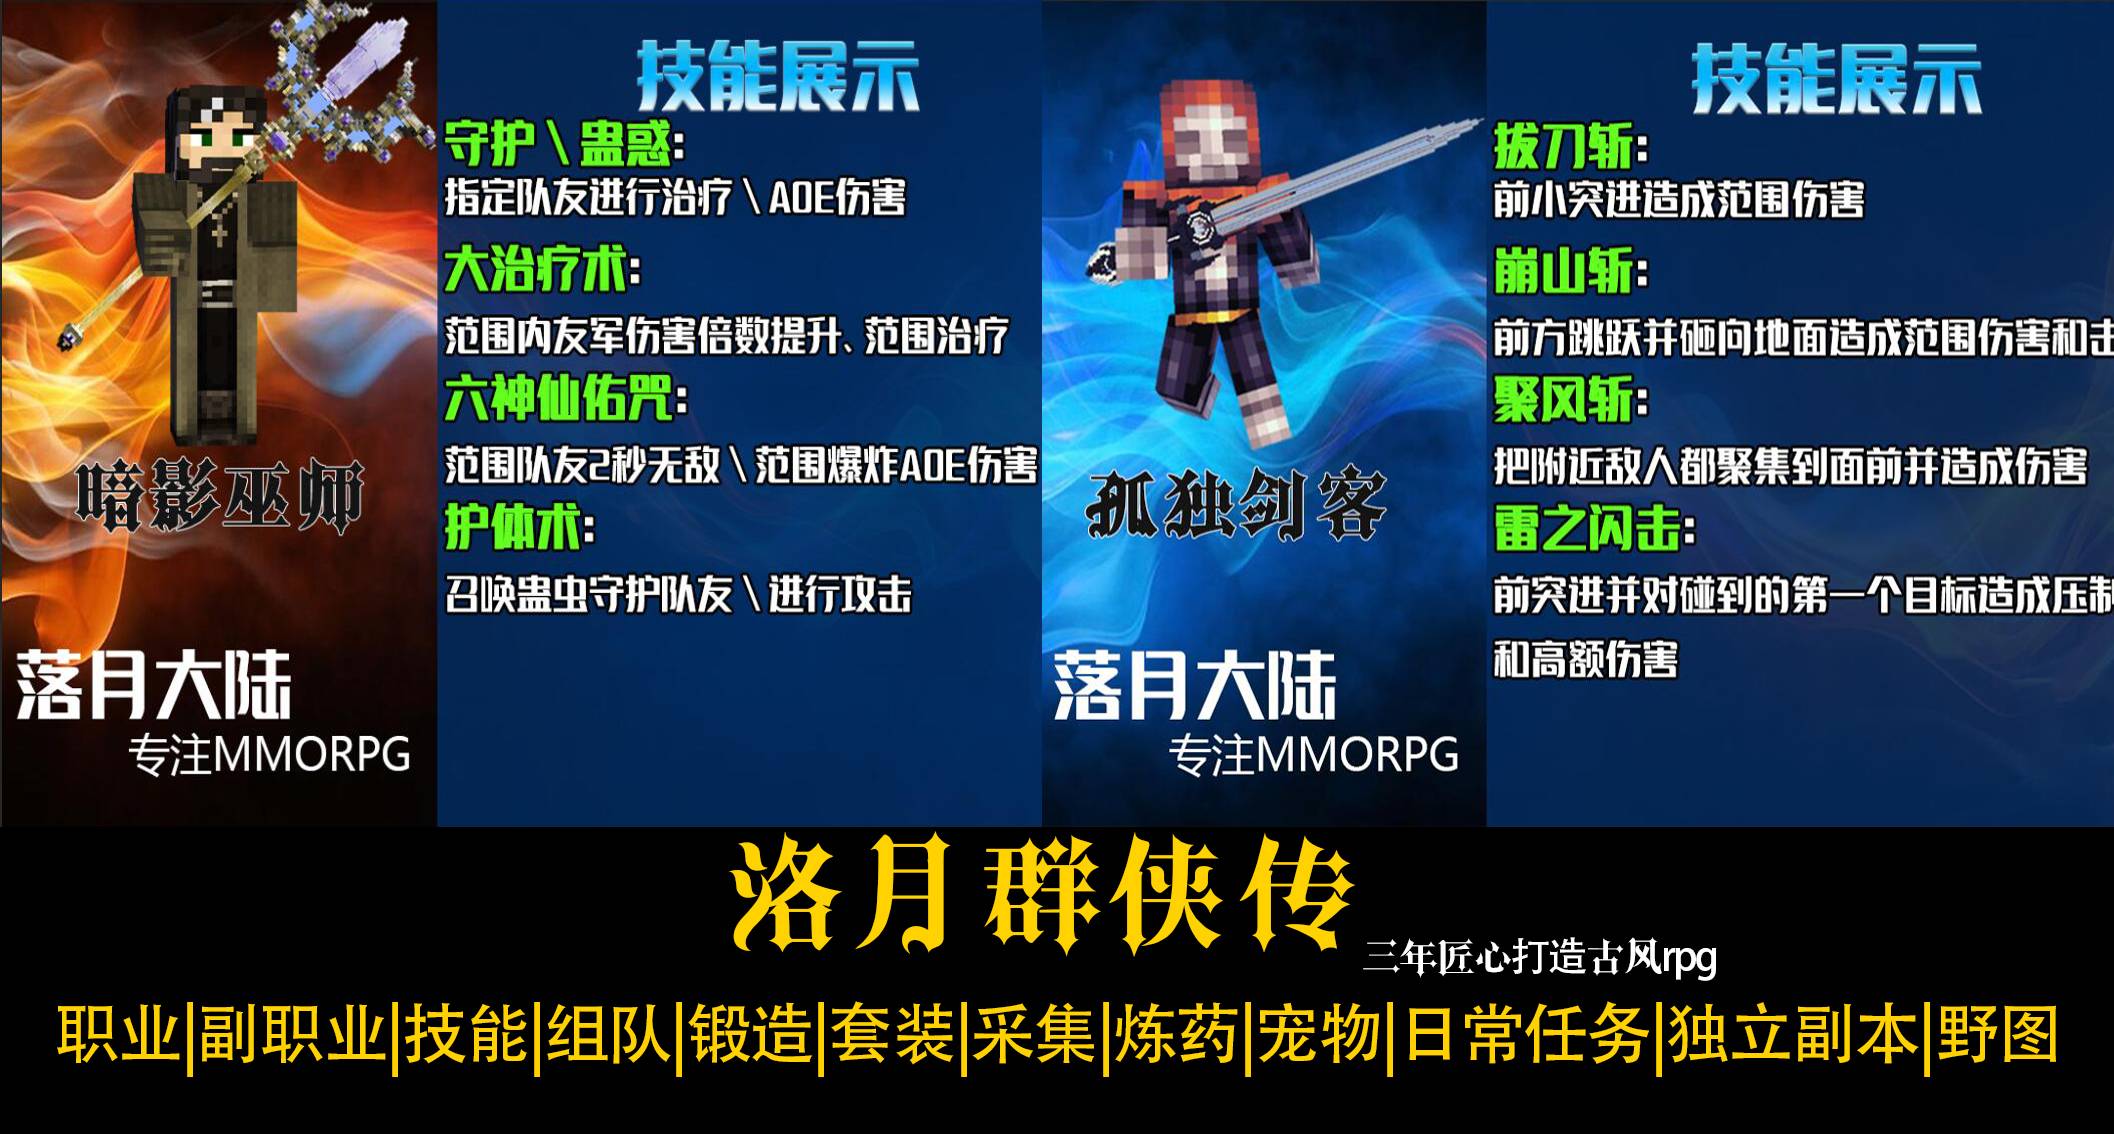 技能展示
守护\蛊惑:
指定队友进行治疗\AOE伤害
大治疗术:
范围内友军伤害倍数提升、范围治疗
六神仙佑咒:
范围队友2秒无敌\范围爆炸AOE伤害
护体术:
召唤蛊虫守护队友\进行攻击
暗影巫师
落月大陆
专注MMORPG
技能展示
拔刀斩:
前小突进造成范围伤害
崩山斩:
前方跳跃并砸向地面造成范围伤害和击
聚风斩:
把附近敌人都聚集到面前并造成伤害
雷之闪击:
前突进并对碰到的第一个目标造成压制
和高额伤害
孤独剑客
落月大陆
专注MMORPG
洛月群侠传
三年匠心打造古风rpg
职业|副职业|技能|组队|锻造|套装|采集|炼药|宠物|日常任务|独立副本|野图